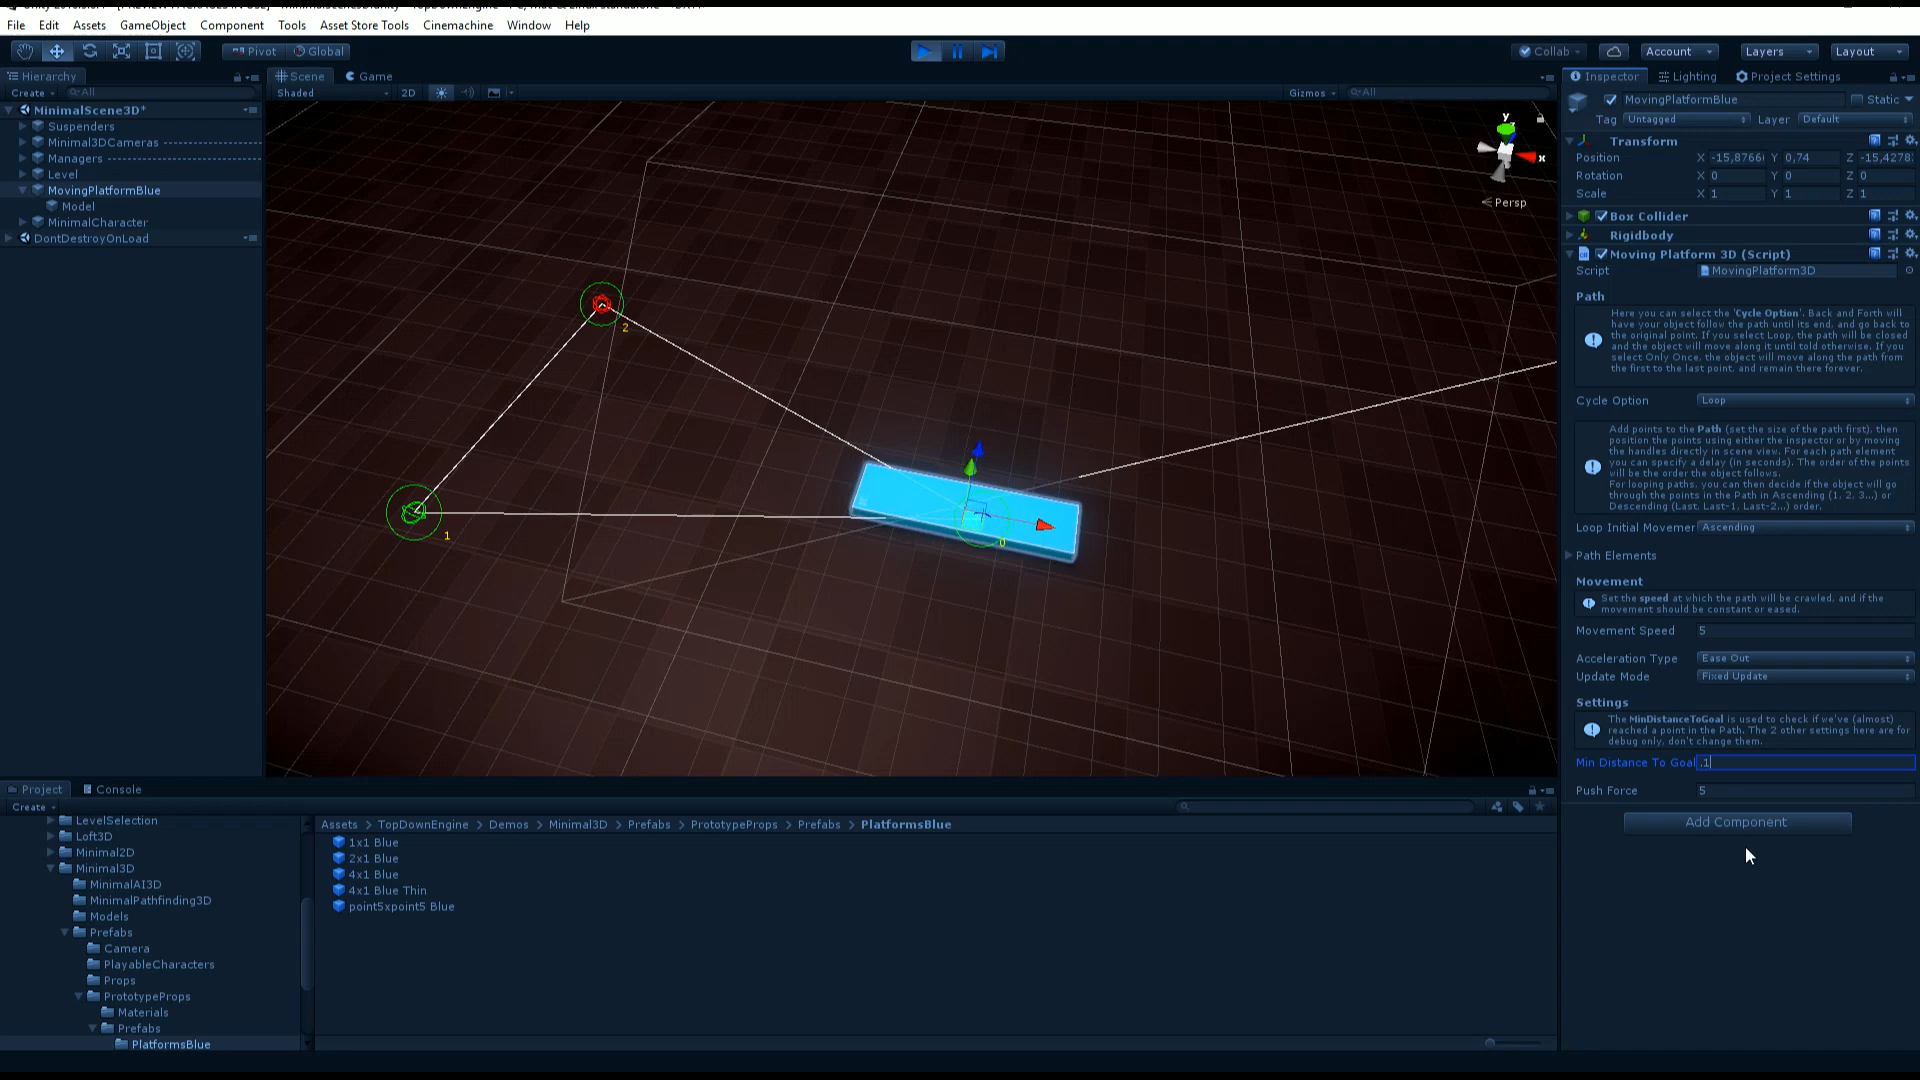 File Edit Assets GameObject Component Tools Asset Store Tools Cinemachine Window Help
Pivot Global Collab Account Layers Layout
Hierarchy
Create All
MinimalScene3D*
Suspenders
Minimal3DCameras
Managers
Level
MovingPlatformBlue
Model
MinimalCharacter
DontDestroyOnLoad
Scene Game
Shaded 2D Gizmos All
y
x
Persp
2
1
0
Inspector Lighting Project Settings
MovingPlatformBlue Static
Tag Untagged Layer Default
Transform
Position X -15,8766 Y 0,74 Z -15,4278
Rotation X 0 Y 0 Z 0
Scale X 1 Y 1 Z 1
Box Collider
Rigidbody
Moving Platform 3D (Script)
Script MovingPlatform3D
Path
Here you can select the 'Cycle Option'. Back and Forth will
have your object follow the path until its end, and go back to
the original point. If you select Loop, the path will be closed
and the object will move along it until told otherwise. If you
select Only Once, the object will move along the path from
the first to the last point, and remain there forever.
Cycle Option Loop
Add points to the Path (set the size of the path first), then
position the points using either the inspector or by moving
the handles directly in scene view. For each path element
you can specify a delay (in seconds). The order of the points
will be the order the object follows.
For looping paths, you can then decide if the object will go
through the points in the Path in Ascending (1, 2, 3...) or
Descending (Last, Last-1, Last-2...) order.
Loop Initial Movemer Ascending
Path Elements
Movement
Set the speed at which the path will be crawled, and if the
movement should be constant or eased.
Movement Speed 5
Acceleration Type Ease Out
Update Mode Fixed Update
Settings
The MinDistanceToGoal is used to check if we've (almost)
reached a point in the Path. The 2 other settings here are for
debug only, don't change them.
Min Distance To Goal .1
Push Force 5
Add Component
Project Console
Create
LevelSelection
Loft3D
Minimal2D
Minimal3D
MinimalAI3D
MinimalPathfinding3D
Models
Prefabs
Camera
PlayableCharacters
Props
PrototypeProps
Materials
Prefabs
PlatformsBlue
Assets > TopDownEngine > Demos > Minimal3D > Prefabs > PrototypeProps > Prefabs > PlatformsBlue
1x1 Blue
2x1 Blue
4x1 Blue
4x1 Blue Thin
point5xpoint5 Blue